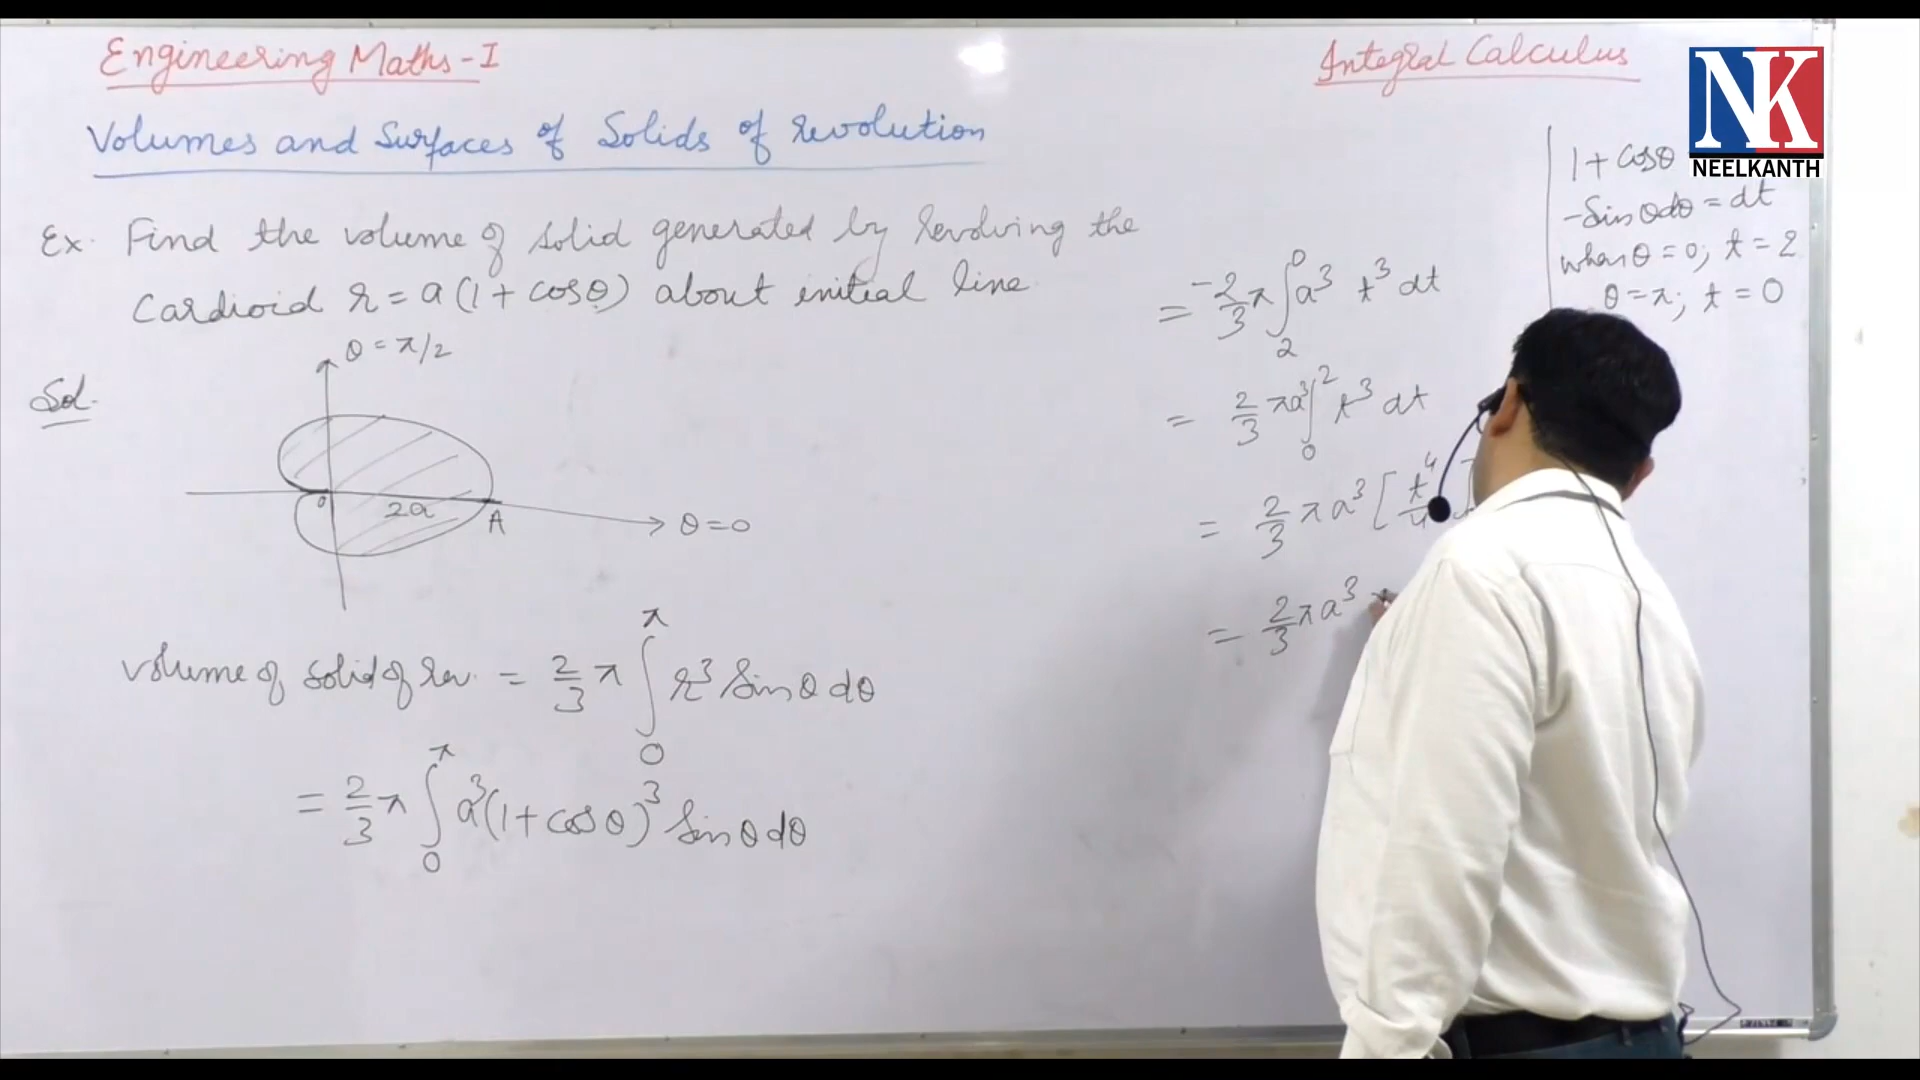 Engineering Maths-I
Integral Calculus
NK
NEELKANTH
Volumes and Surfaces of Solids of revolution
Ex. Find the volume of solid generated by revolving the
Cardioid r = a(1 + cosθ) about initial line.
Sol.
θ = π/2
0
2a
A
θ = 0
Volume of solid of rev. = 2/3 π ∫₀^π r³ Sinθ dθ
= 2/3 π ∫₀^π a³(1 + cosθ)³ Sinθ dθ
1 + Cosθ
-Sinθdθ = dt
when θ = 0; t = 2
θ = π; t = 0
= -2/3 π ∫₂⁰ a³ t³ dt
= 2/3 πa³ ∫₀² t³ dt
= 2/3 πa³ [t⁴/4]
= 2/3 πa³